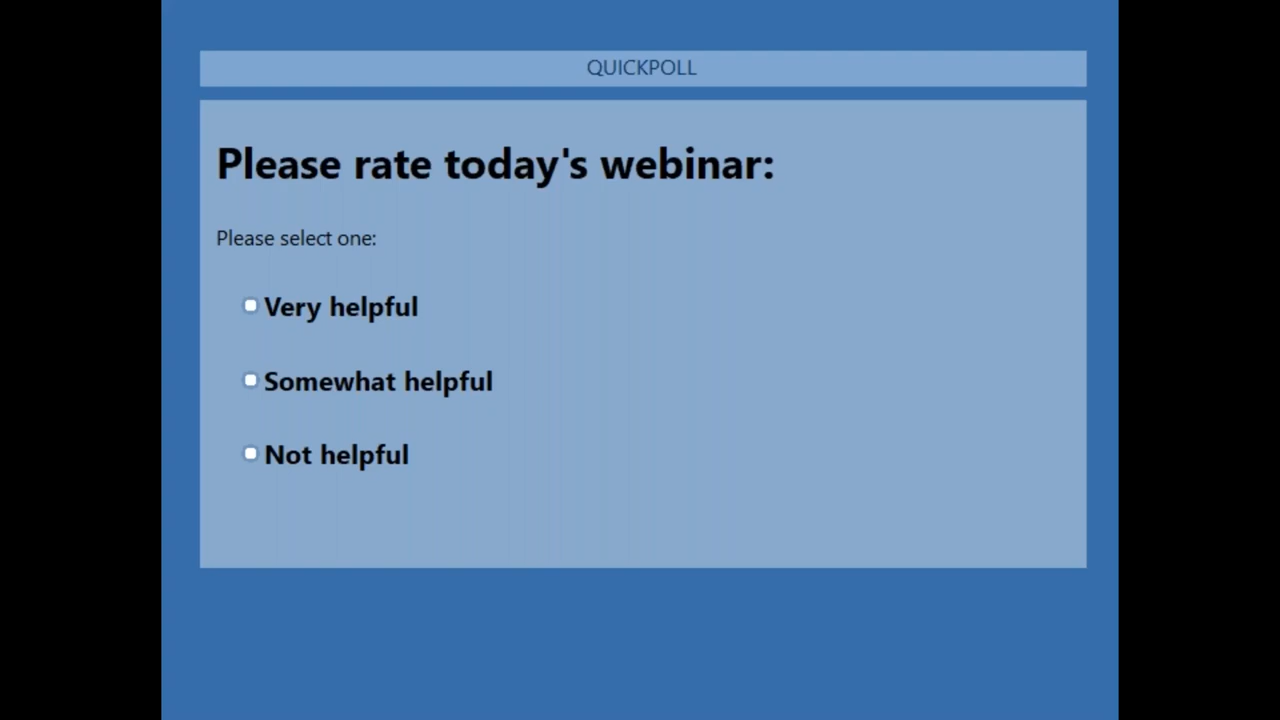 QUICKPOLL
Please rate today's webinar:
Please select one:
Very helpful
Somewhat helpful
Not helpful